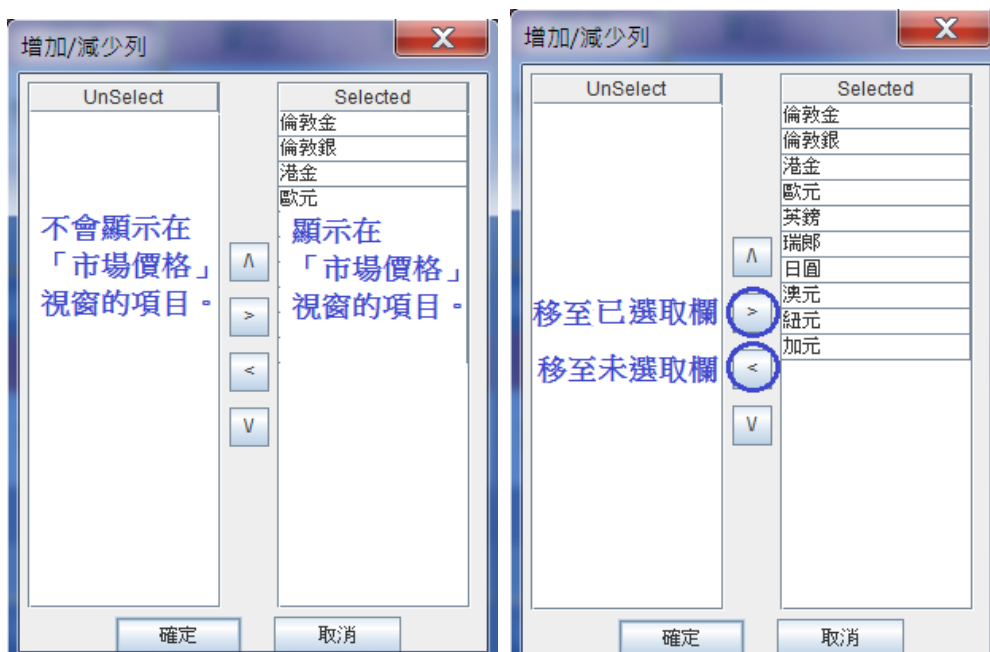 增加/減少列
X
UnSelect
Selected
倫敦金
倫敦銀
港金
歐元
不會顯示在
「市場價格」
視窗的項目。
顯示在
「市場價格」
視窗的項目。
∧
>
<
∨
確定
取消
增加/減少列
X
UnSelect
Selected
倫敦金
倫敦銀
港金
歐元
英鎊
瑞郎
日圓
澳元
紐元
加元
∧
移至已選取欄 >
移至未選取欄 <
∨
確定
取消